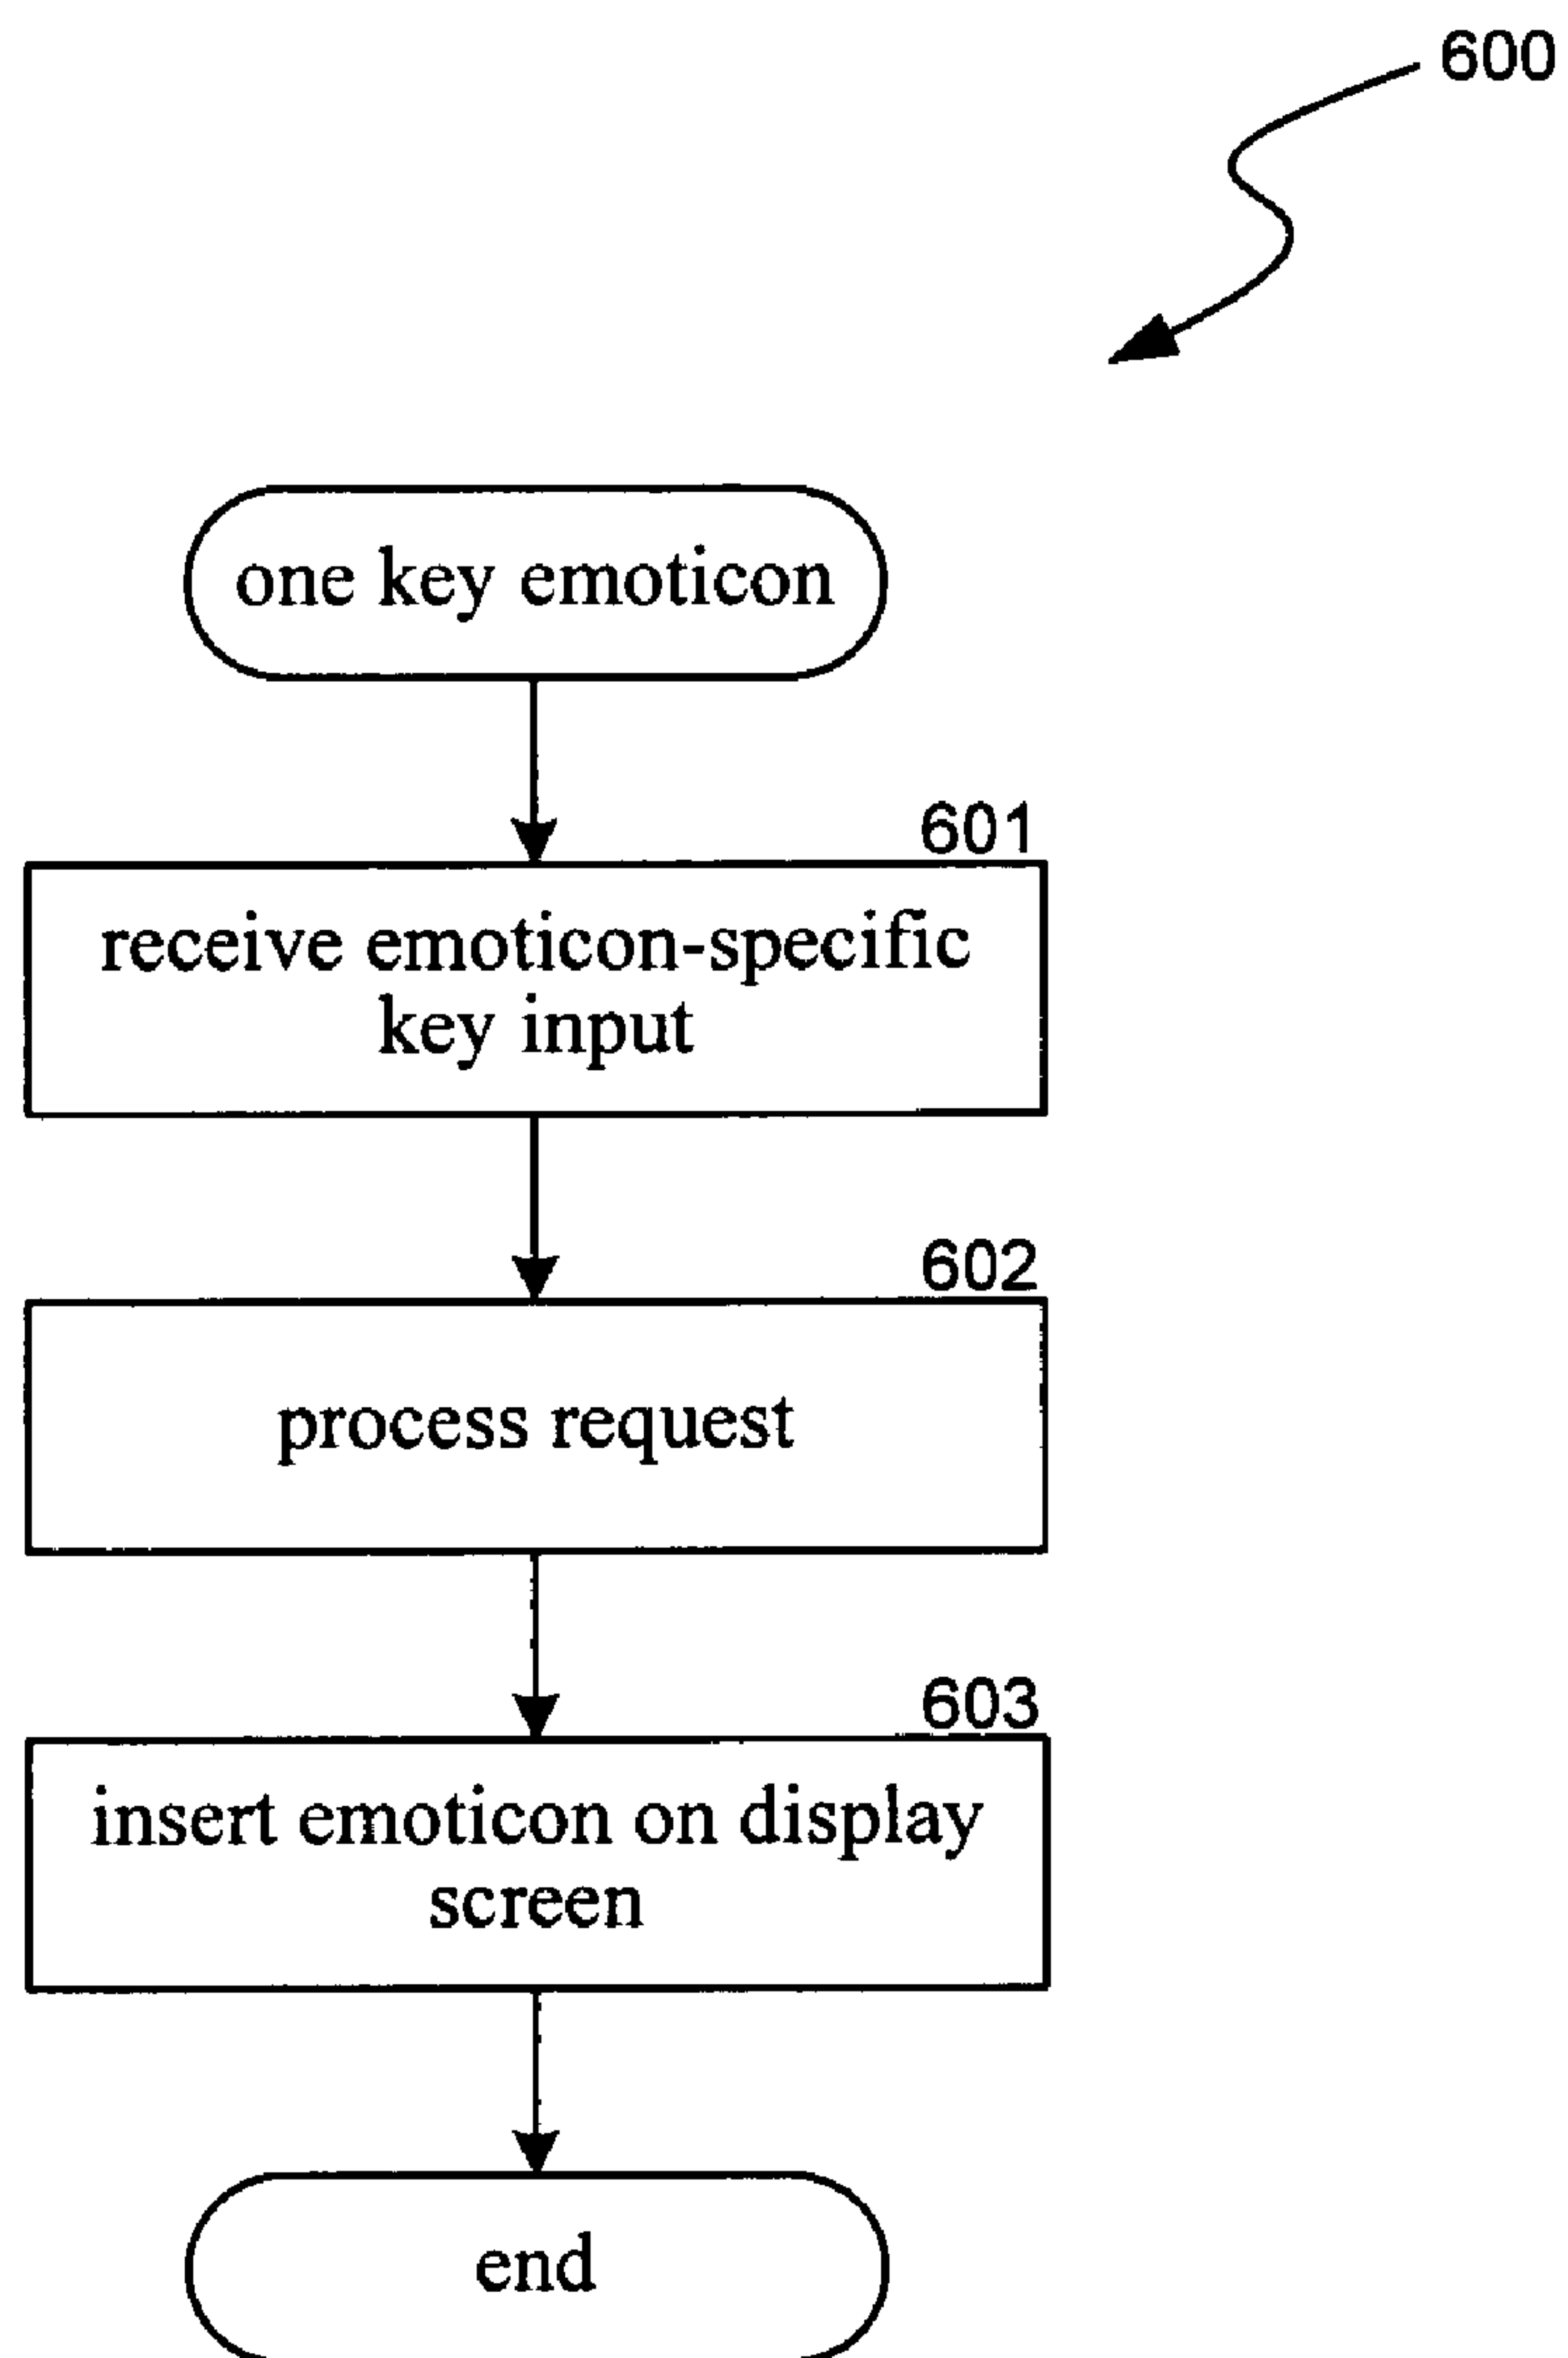 600
one key emoticon
601
receive emoticon-specific
key input
602
process request
603
insert emoticon on display
screen
end